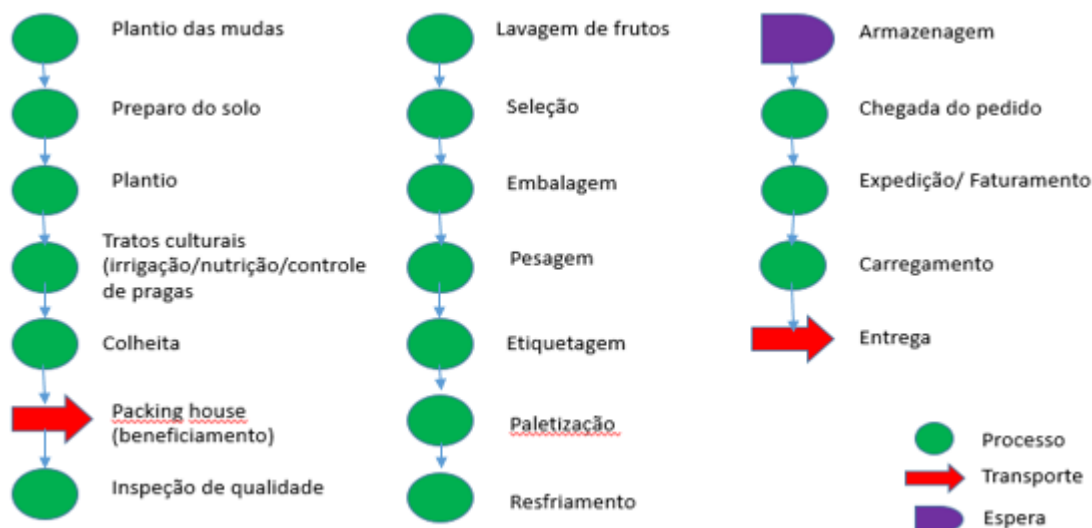 Plantio das mudas
Preparo do solo
Plantio
Tratos culturais
(irrigação/nutrição/controle
de pragas
Colheita
Packing house
(beneficiamento)
Inspeção de qualidade
Lavagem de frutos
Seleção
Embalagem
Pesagem
Etiquetagem
Paletização
Resfriamento
Armazenagem
Chegada do pedido
Expedição/ Faturamento
Carregamento
Entrega
Processo
Transporte
Espera